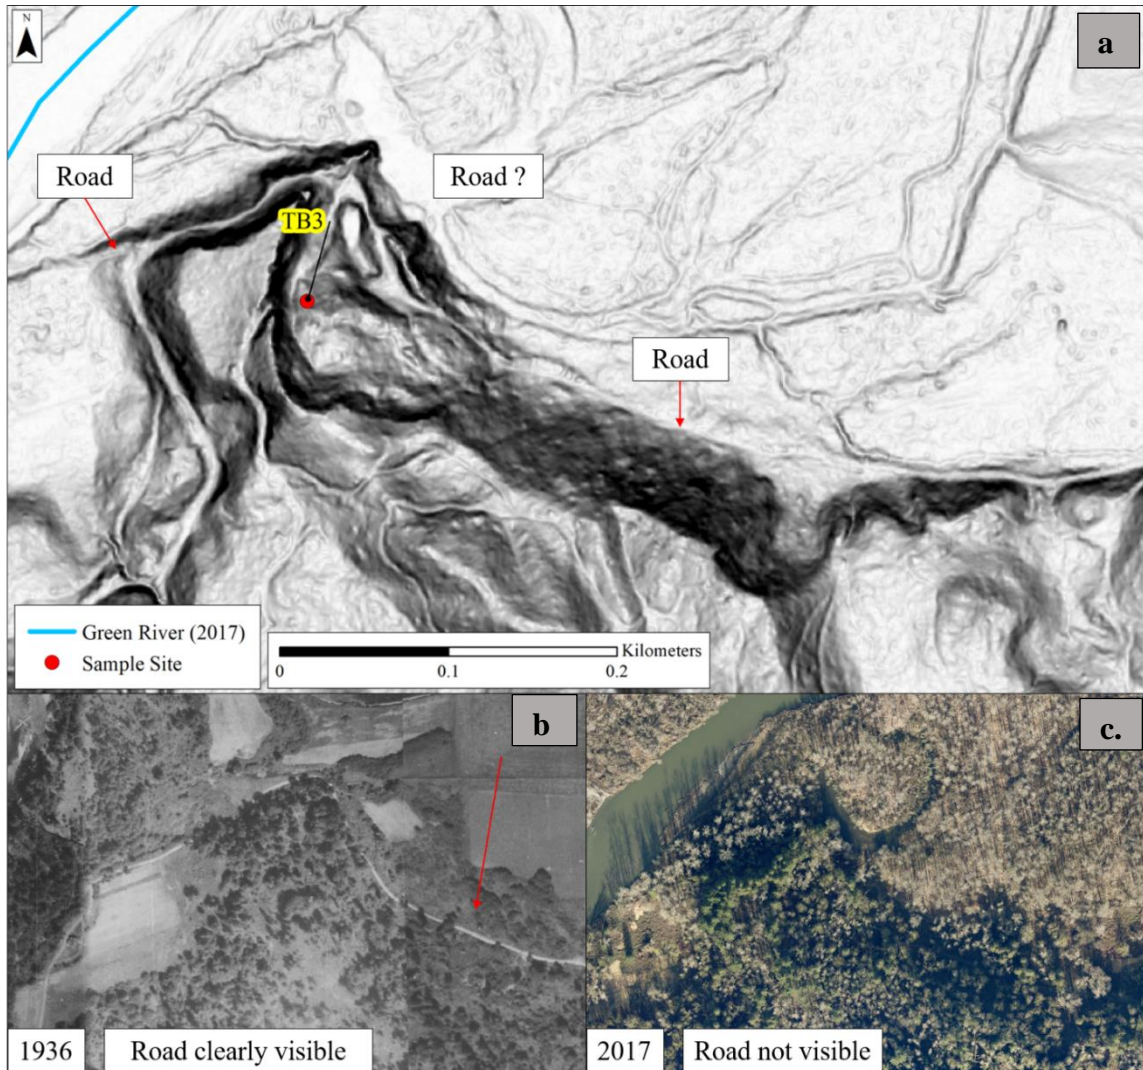 N
a
Road
Road ?
TB3
Road
Green River (2017)
Sample Site
Kilometers
0
0.1
0.2
b
c.
1936
Road clearly visible
2017
Road not visible